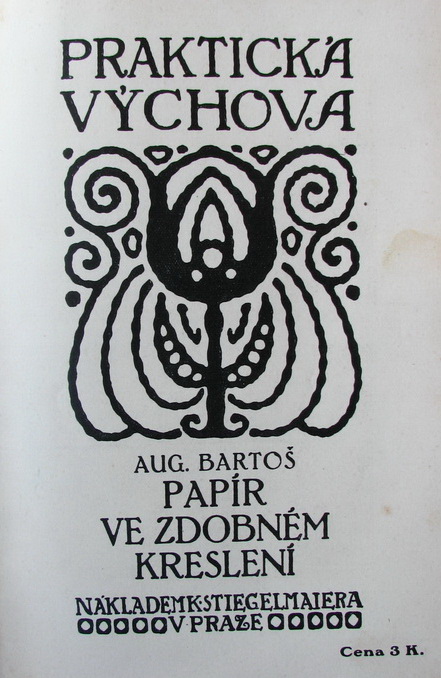 PRAKTICKÁ
VÝCHOVA
AUG. BARTOŠ
PAPÍR
VE ZDOBNÉM
KRESLENÍ
NÁKLADEM K. STIEGELMAIERA
V PRAZE
Cena 3 K.